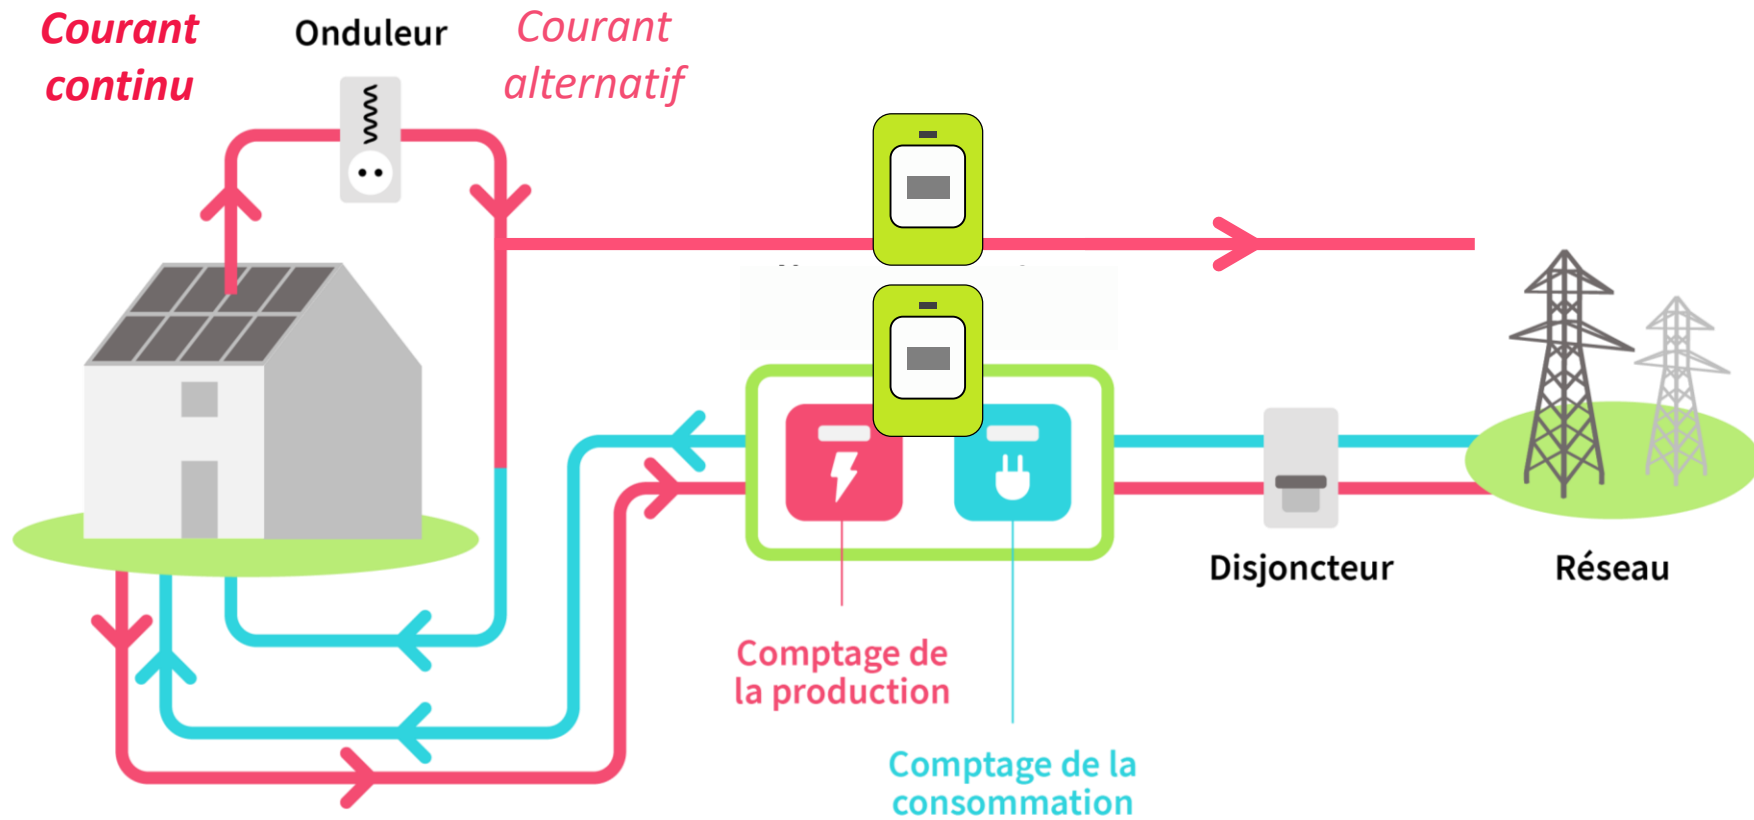 Courant
continu
Onduleur
Courant
alternatif
Disjoncteur
Réseau
Comptage de
la production
Comptage de la
consommation